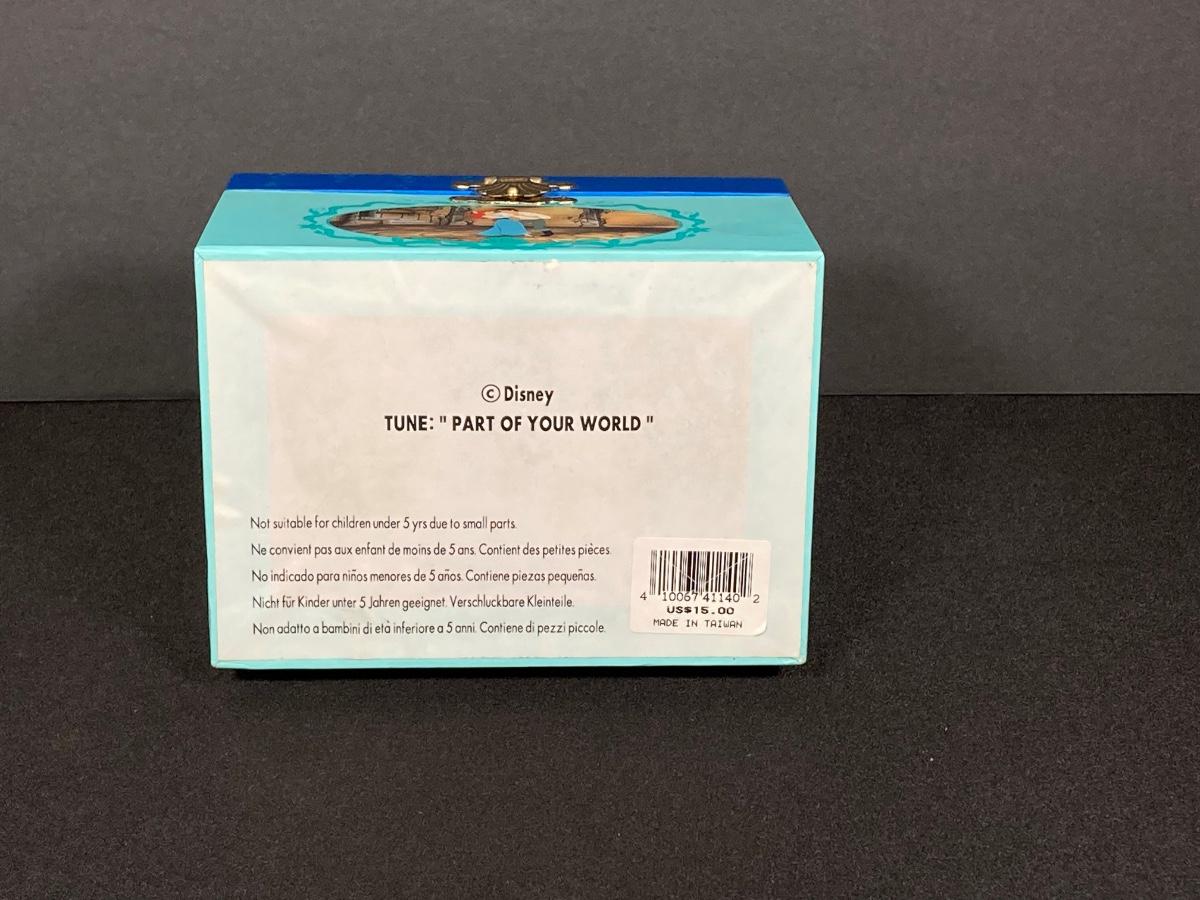 © Disney
TUNE: " PART OF YOUR WORLD "
Not suitable for children under 5 yrs due to small parts.
Ne convient pas aux enfant de moins de 5 ans. Contient des petites pièces.
No indicado para niños menores de 5 años. Contiene piezas pequeñas.
Nicht für Kinder unter 5 Jahren geeignet. Verschluckbare Kleinteile.
Non adatto a bambini di età inferiore a 5 anni. Contiene di pezzi piccole.
4 10067 41140 2
US$15.00
MADE IN TAIWAN